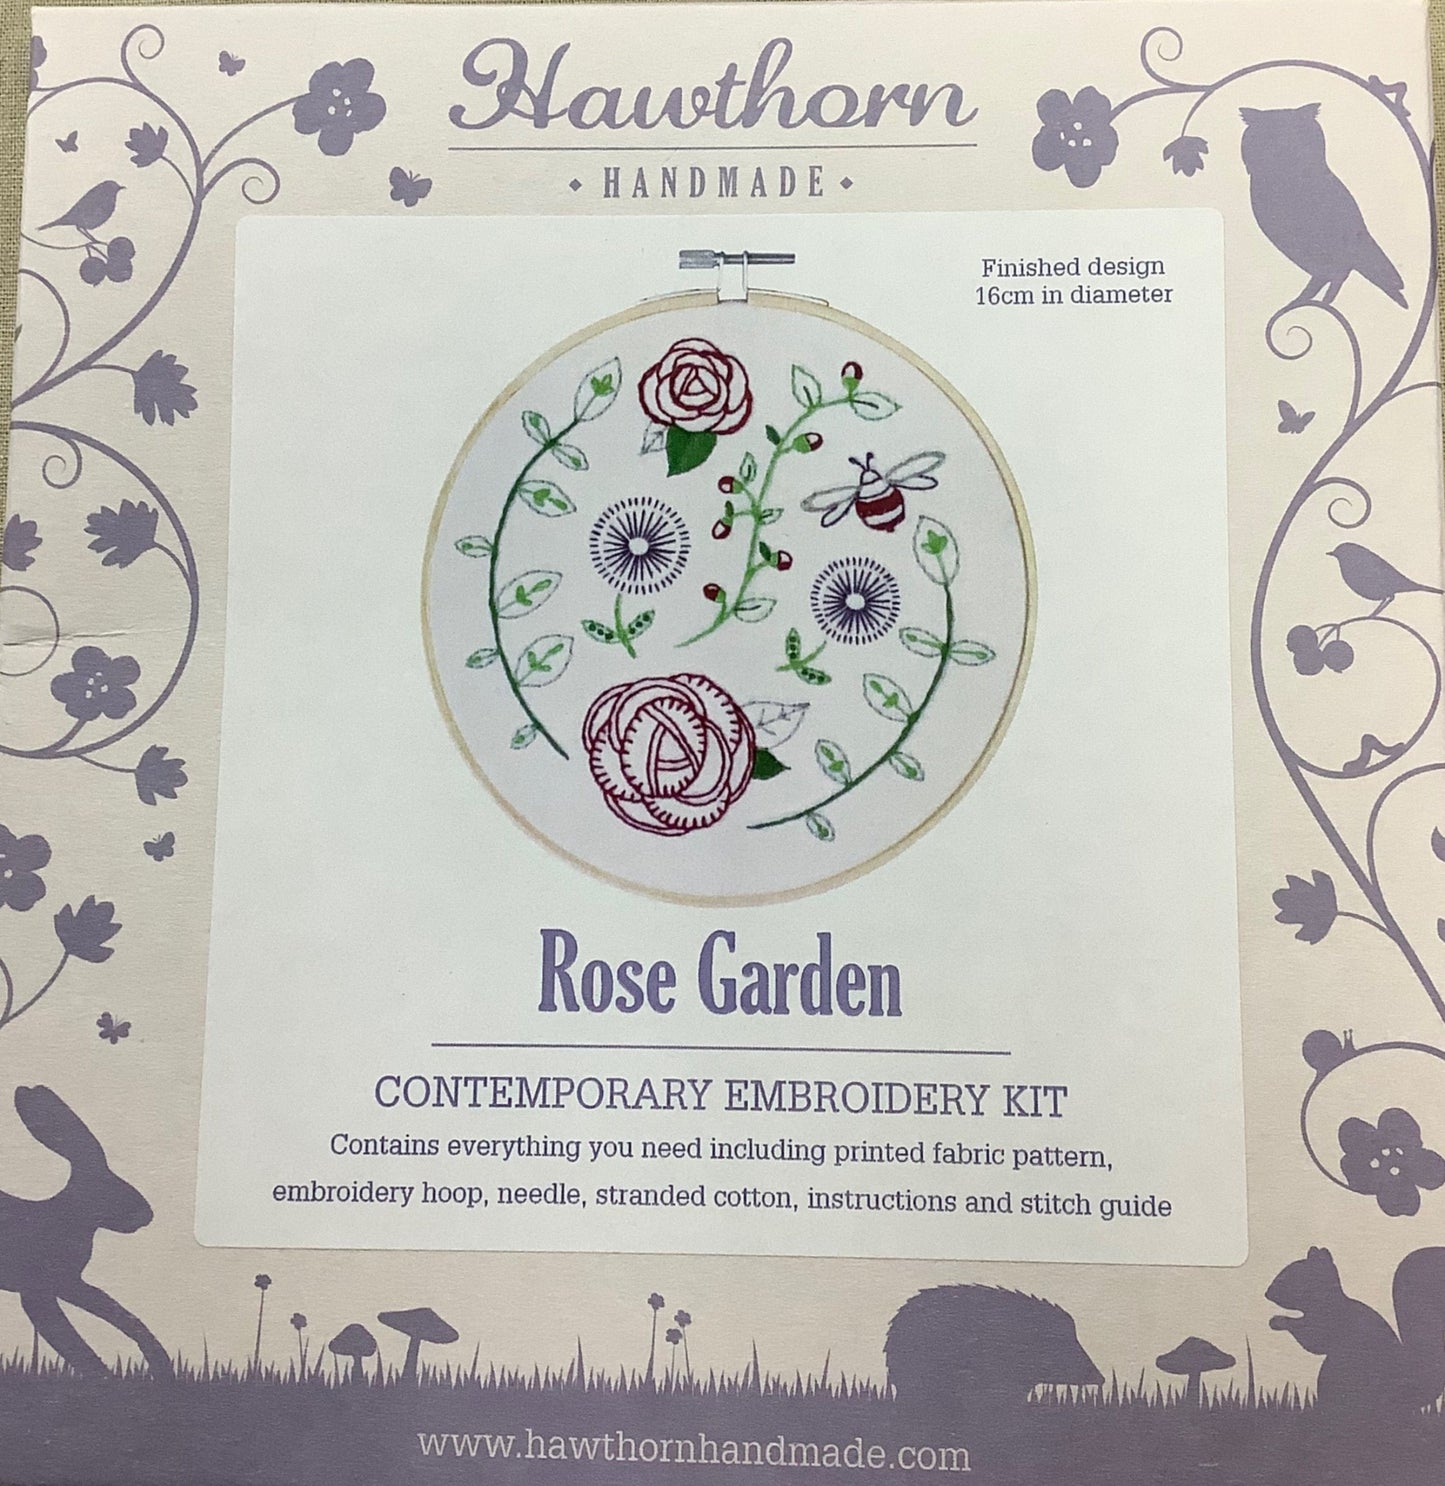 Hawthorn
HANDMADE
Finished design
16cm in diameter
Rose Garden
CONTEMPORARY EMBROIDERY KIT
Contains everything you need including printed fabric pattern,
embroidery hoop, needle, stranded cotton, instructions and stitch guide
www.hawthornhandmade.com